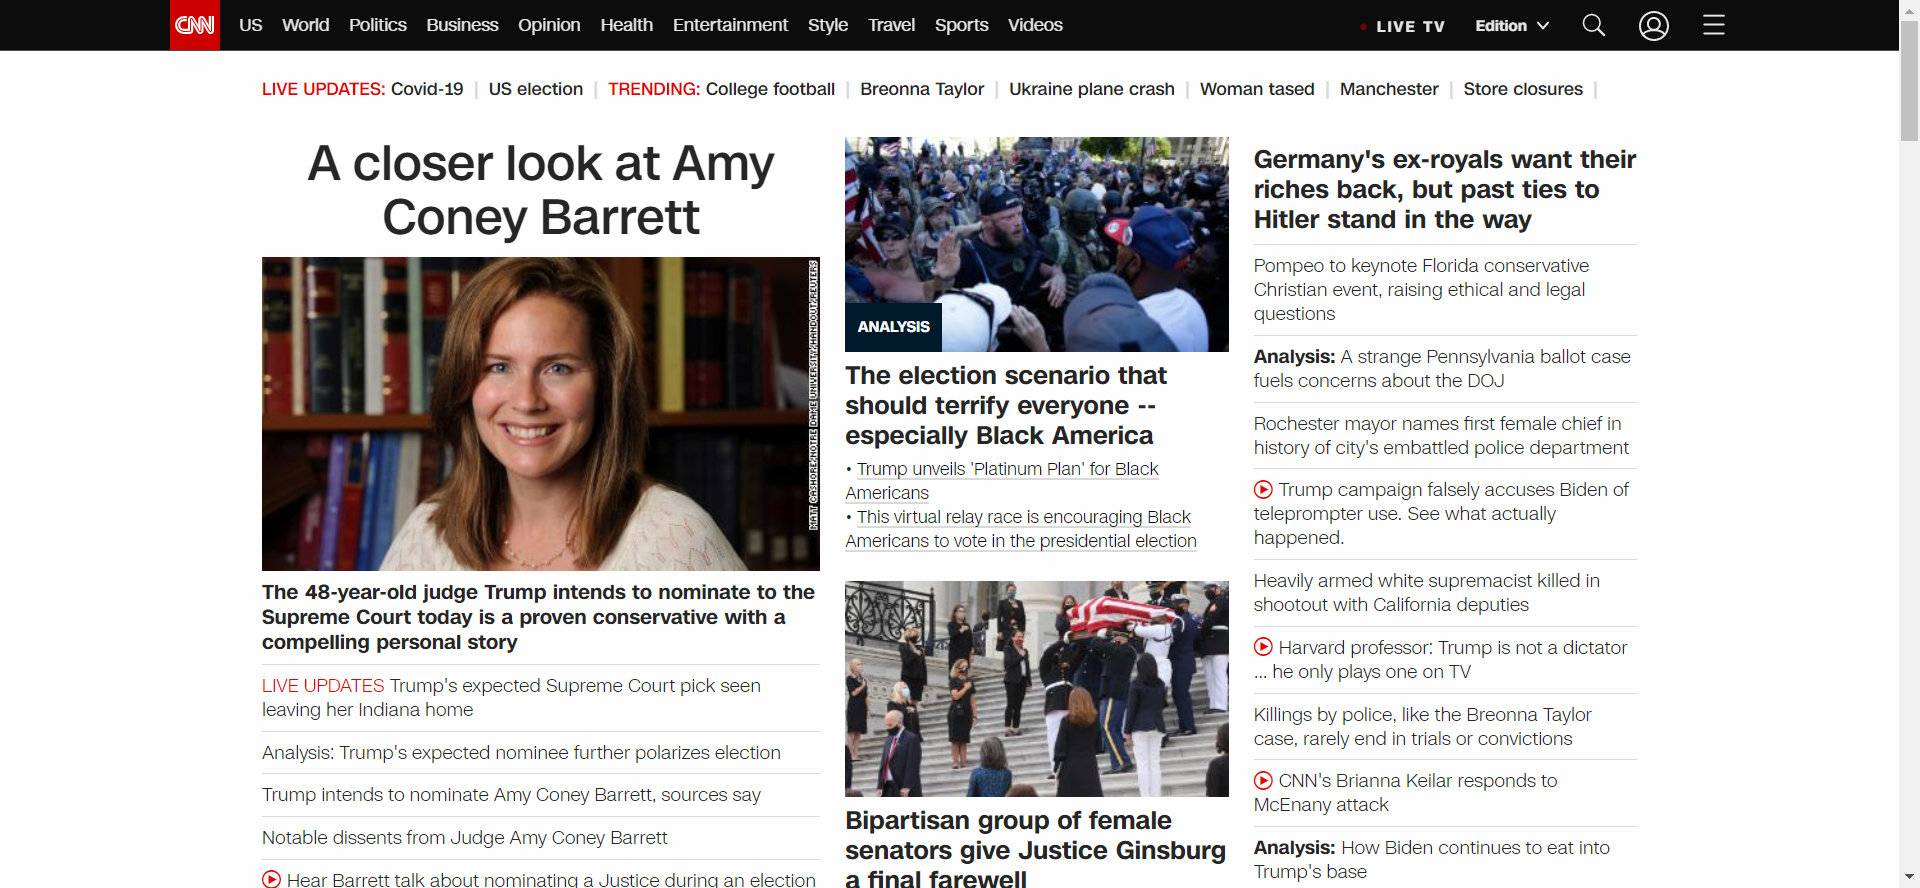 CNN
US World Politics Business Opinion Health Entertainment Style Travel Sports Videos
LIVE TV Edition
LIVE UPDATES: Covid-19 | US election | TRENDING: College football | Breonna Taylor | Ukraine plane crash | Woman tased | Manchester | Store closures |
A closer look at Amy
Coney Barrett
MATT CASHORE/NOTRE DAME UNIVERSITY/HANDOUT/REUTERS
The 48-year-old judge Trump intends to nominate to the
Supreme Court today is a proven conservative with a
compelling personal story
LIVE UPDATES Trump's expected Supreme Court pick seen
leaving her Indiana home
Analysis: Trump's expected nominee further polarizes election
Trump intends to nominate Amy Coney Barrett, sources say
Notable dissents from Judge Amy Coney Barrett
Hear Barrett talk about nominating a Justice during an election
ANALYSIS
The election scenario that
should terrify everyone --
especially Black America
• Trump unveils 'Platinum Plan' for Black
Americans
• This virtual relay race is encouraging Black
Americans to vote in the presidential election
Bipartisan group of female
senators give Justice Ginsburg
a final farewell
Germany's ex-royals want their
riches back, but past ties to
Hitler stand in the way
Pompeo to keynote Florida conservative
Christian event, raising ethical and legal
questions
Analysis: A strange Pennsylvania ballot case
fuels concerns about the DOJ
Rochester mayor names first female chief in
history of city's embattled police department
Trump campaign falsely accuses Biden of
teleprompter use. See what actually
happened.
Heavily armed white supremacist killed in
shootout with California deputies
Harvard professor: Trump is not a dictator
... he only plays one on TV
Killings by police, like the Breonna Taylor
case, rarely end in trials or convictions
CNN's Brianna Keilar responds to
McEnany attack
Analysis: How Biden continues to eat into
Trump's base